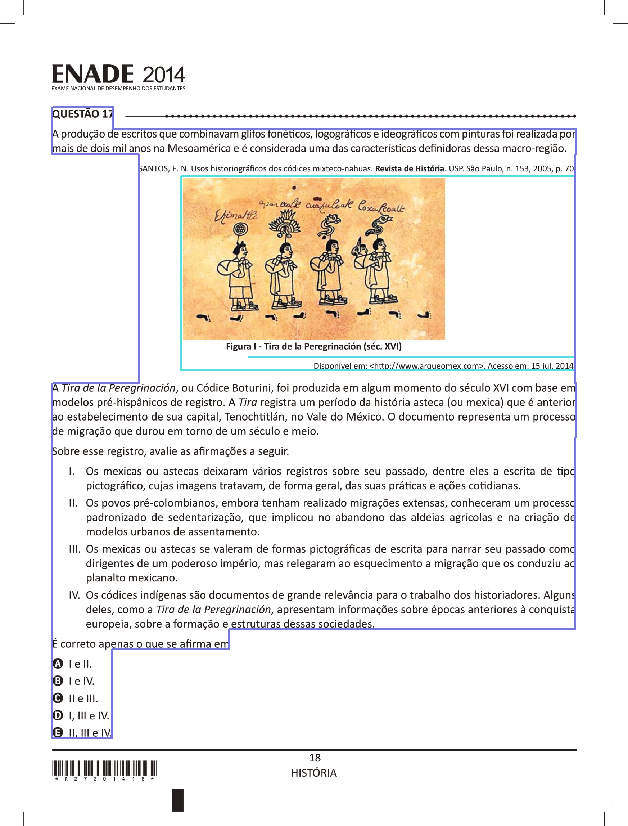 ENADE 2014
EXAME NACIONAL DE DESEMPENHO DOS ESTUDANTES
QUESTÃO 17
A produção de escritos que combinavam glifos fonéticos, logográficos e ideográficos com pinturas foi realizada por
mais de dois mil anos na Mesoamérica e é considerada uma das características definidoras dessa macro-região.
SANTOS, E. N. Usos historiográficos dos códices mixteco-nahuas. Revista de História. USP. São Paulo, n. 153, 2005, p. 70
Figura I - Tira de la Peregrinación (séc. XVI)
Disponível em: <http://www.arqueomex.com>. Acesso em: 15 jul. 2014
A Tira de la Peregrinación, ou Códice Boturini, foi produzida em algum momento do século XVI com base em
modelos pré-hispânicos de registro. A Tira registra um período da história asteca (ou mexica) que é anterior
ao estabelecimento de sua capital, Tenochtitlán, no Vale do México. O documento representa um processo
de migração que durou em torno de um século e meio.
Sobre esse registro, avalie as afirmações a seguir.
I. Os mexicas ou astecas deixaram vários registros sobre seu passado, dentre eles a escrita de tipo
pictográfico, cujas imagens tratavam, de forma geral, das suas práticas e ações cotidianas.
II. Os povos pré-colombianos, embora tenham realizado migrações extensas, conheceram um processo
padronizado de sedentarização, que implicou no abandono das aldeias agrícolas e na criação de
modelos urbanos de assentamento.
III. Os mexicas ou astecas se valeram de formas pictográficas de escrita para narrar seu passado como
dirigentes de um poderoso império, mas relegaram ao esquecimento a migração que os conduziu ao
planalto mexicano.
IV. Os códices indígenas são documentos de grande relevância para o trabalho dos historiadores. Alguns
deles, como a Tira de la Peregrinación, apresentam informações sobre épocas anteriores à conquista
europeia, sobre a formação e estruturas dessas sociedades.
É correto apenas o que se afirma em
A I e II.
B I e IV.
C II e III.
D I, III e IV.
E II, III e IV.
18
HISTÓRIA